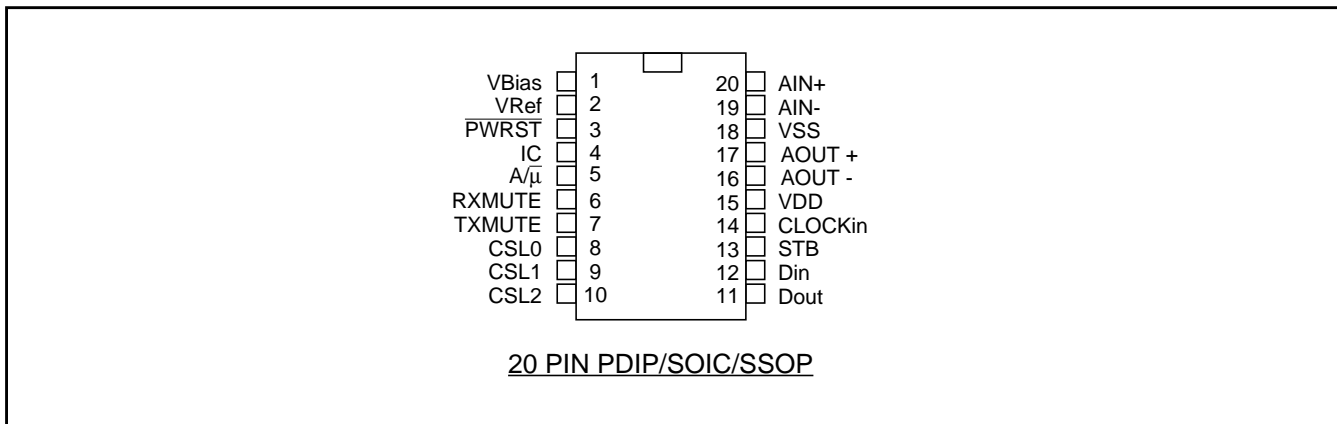 VBias 1 20 AIN+
VRef 2 19 AIN-
P̅W̅R̅S̅T̅ 3 18 VSS
IC 4 17 AOUT +
A/μ̅ 5 16 AOUT -
RXMUTE 6 15 VDD
TXMUTE 7 14 CLOCKin
CSL0 8 13 STB
CSL1 9 12 Din
CSL2 10 11 Dout
20 PIN PDIP/SOIC/SSOP